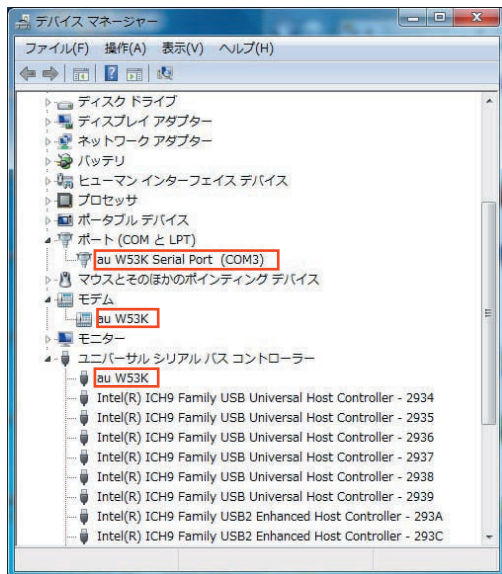 デバイス マネージャー
ファイル(F) 操作(A) 表示(V) ヘルプ(H)
ディスク ドライブ
ディスプレイ アダプター
ネットワーク アダプター
バッテリ
ヒューマン インターフェイス デバイス
プロセッサ
ポータブル デバイス
ポート (COM と LPT)
au W53K Serial Port (COM3)
マウスとそのほかのポインティング デバイス
モデム
au W53K
モニター
ユニバーサル シリアル バス コントローラー
au W53K
Intel(R) ICH9 Family USB Universal Host Controller - 2934
Intel(R) ICH9 Family USB Universal Host Controller - 2935
Intel(R) ICH9 Family USB Universal Host Controller - 2936
Intel(R) ICH9 Family USB Universal Host Controller - 2937
Intel(R) ICH9 Family USB Universal Host Controller - 2938
Intel(R) ICH9 Family USB Universal Host Controller - 2939
Intel(R) ICH9 Family USB2 Enhanced Host Controller - 293A
Intel(R) ICH9 Family USB2 Enhanced Host Controller - 293C